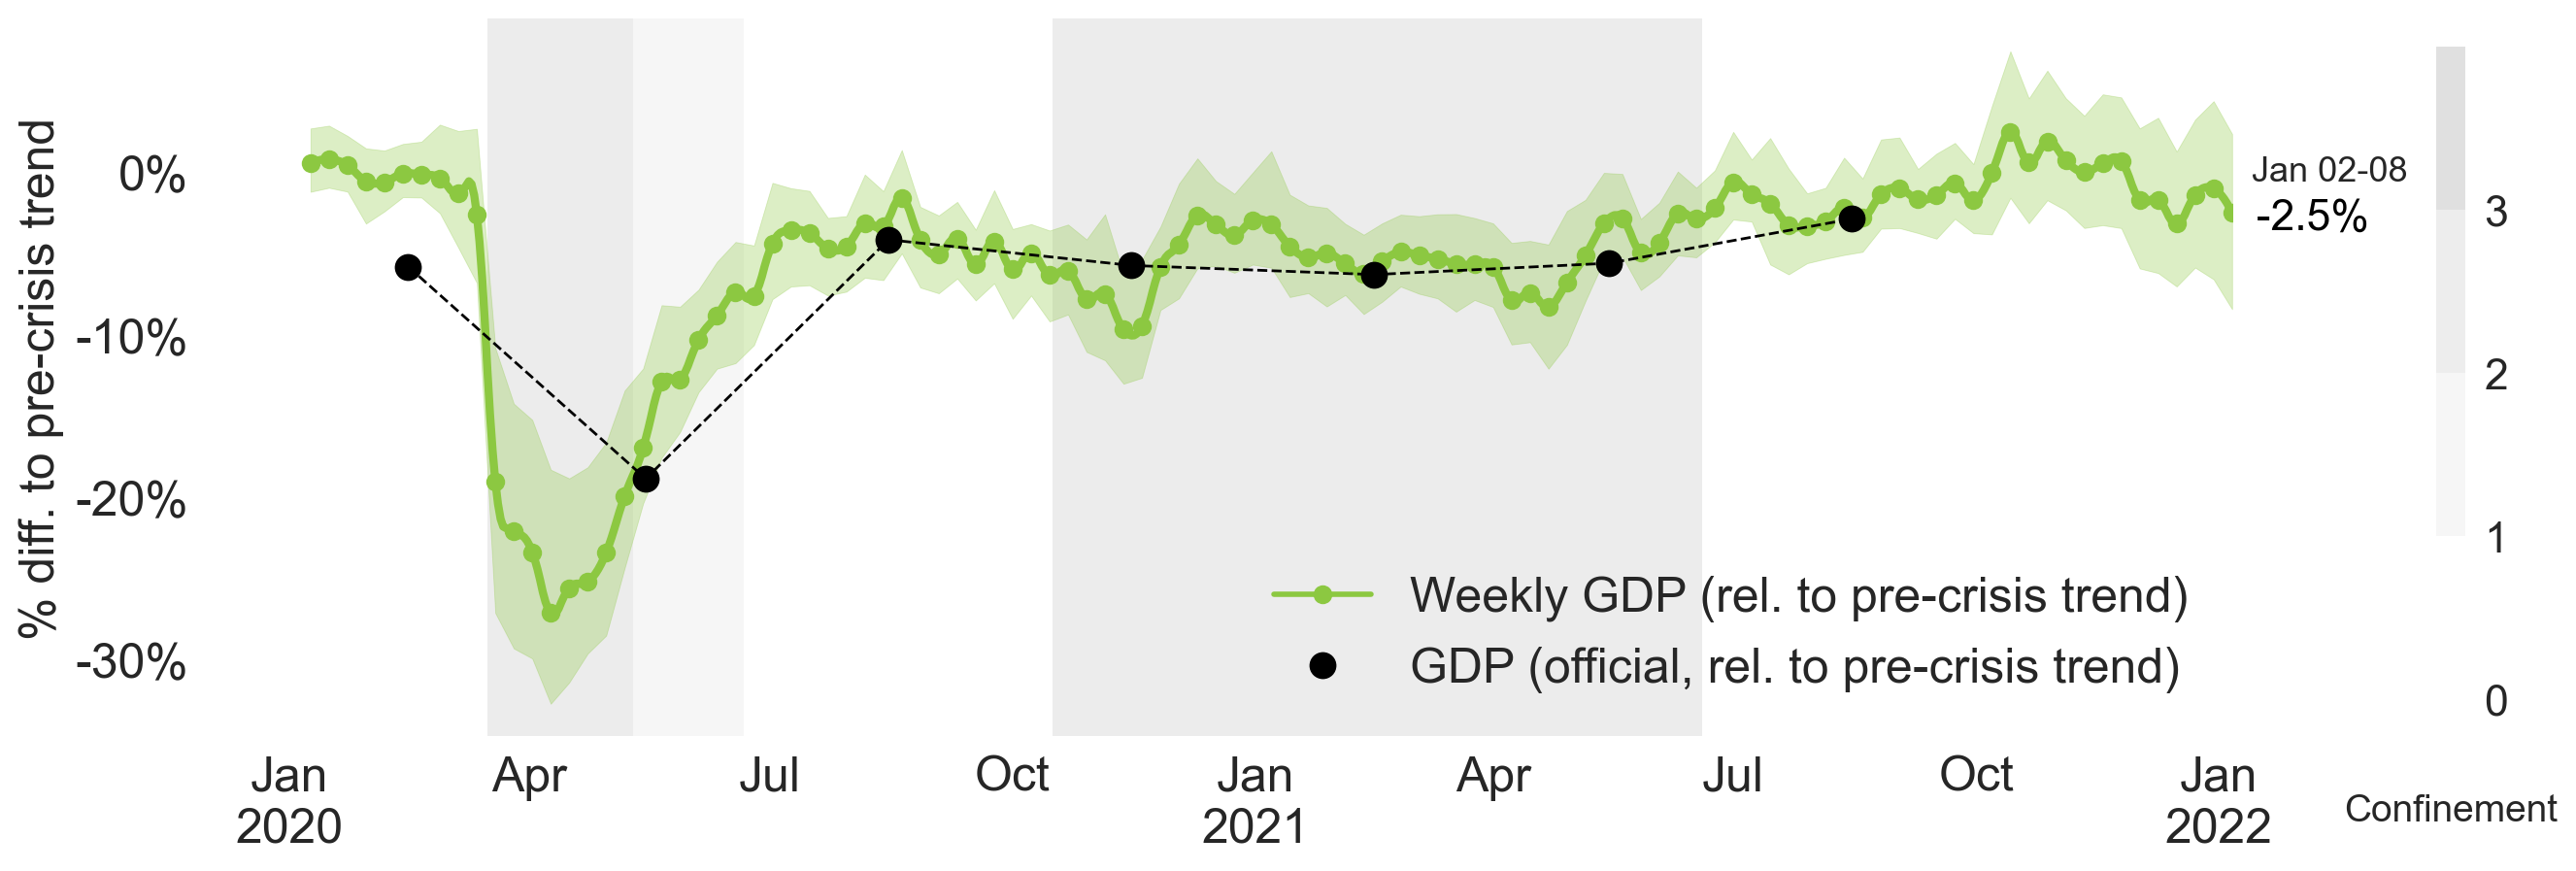 % diff. to pre-crisis trend
0%
-10%
-20%
-30%
Jan 02-08
-2.5%
Weekly GDP (rel. to pre-crisis trend)
GDP (official, rel. to pre-crisis trend)
3
2
1
0
Jan Apr Jul Oct Jan Apr Jul Oct Jan
2020 2021 2022
Confinement